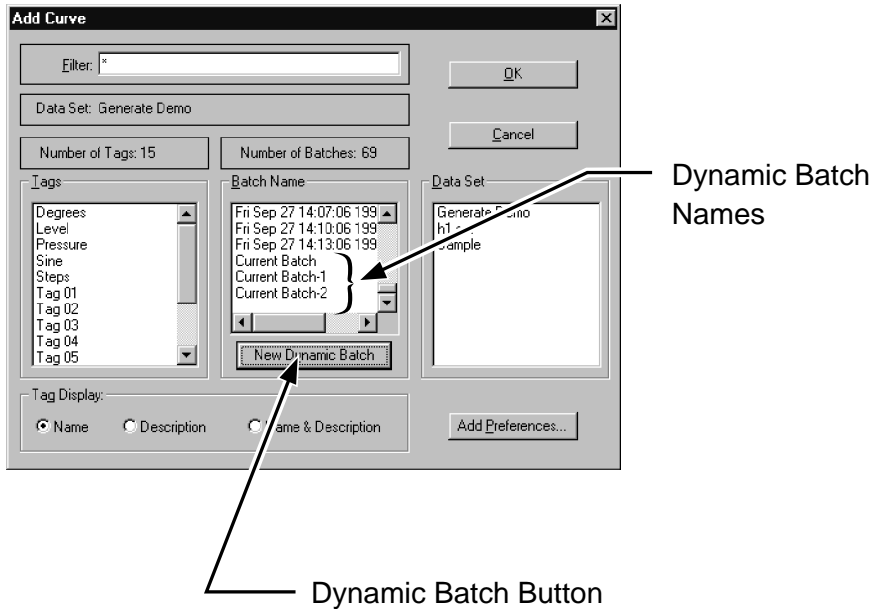 Add Curve
Filter: *
OK
Data Set: Generate Demo
Cancel
Number of Tags: 15
Number of Batches: 69
Tags
Degrees
Level
Pressure
Sine
Steps
Tag 01
Tag 02
Tag 03
Tag 04
Tag 05
Batch Name
Fri Sep 27 14:07:06 199
Fri Sep 27 14:10:06 199
Fri Sep 27 14:13:06 199
Current Batch
Current Batch-1
Current Batch-2
New Dynamic Batch
Data Set
Generate Demo
Sample
Dynamic Batch
Names
Tag Display:
Name
Description
Name & Description
Add Preferences...
Dynamic Batch Button